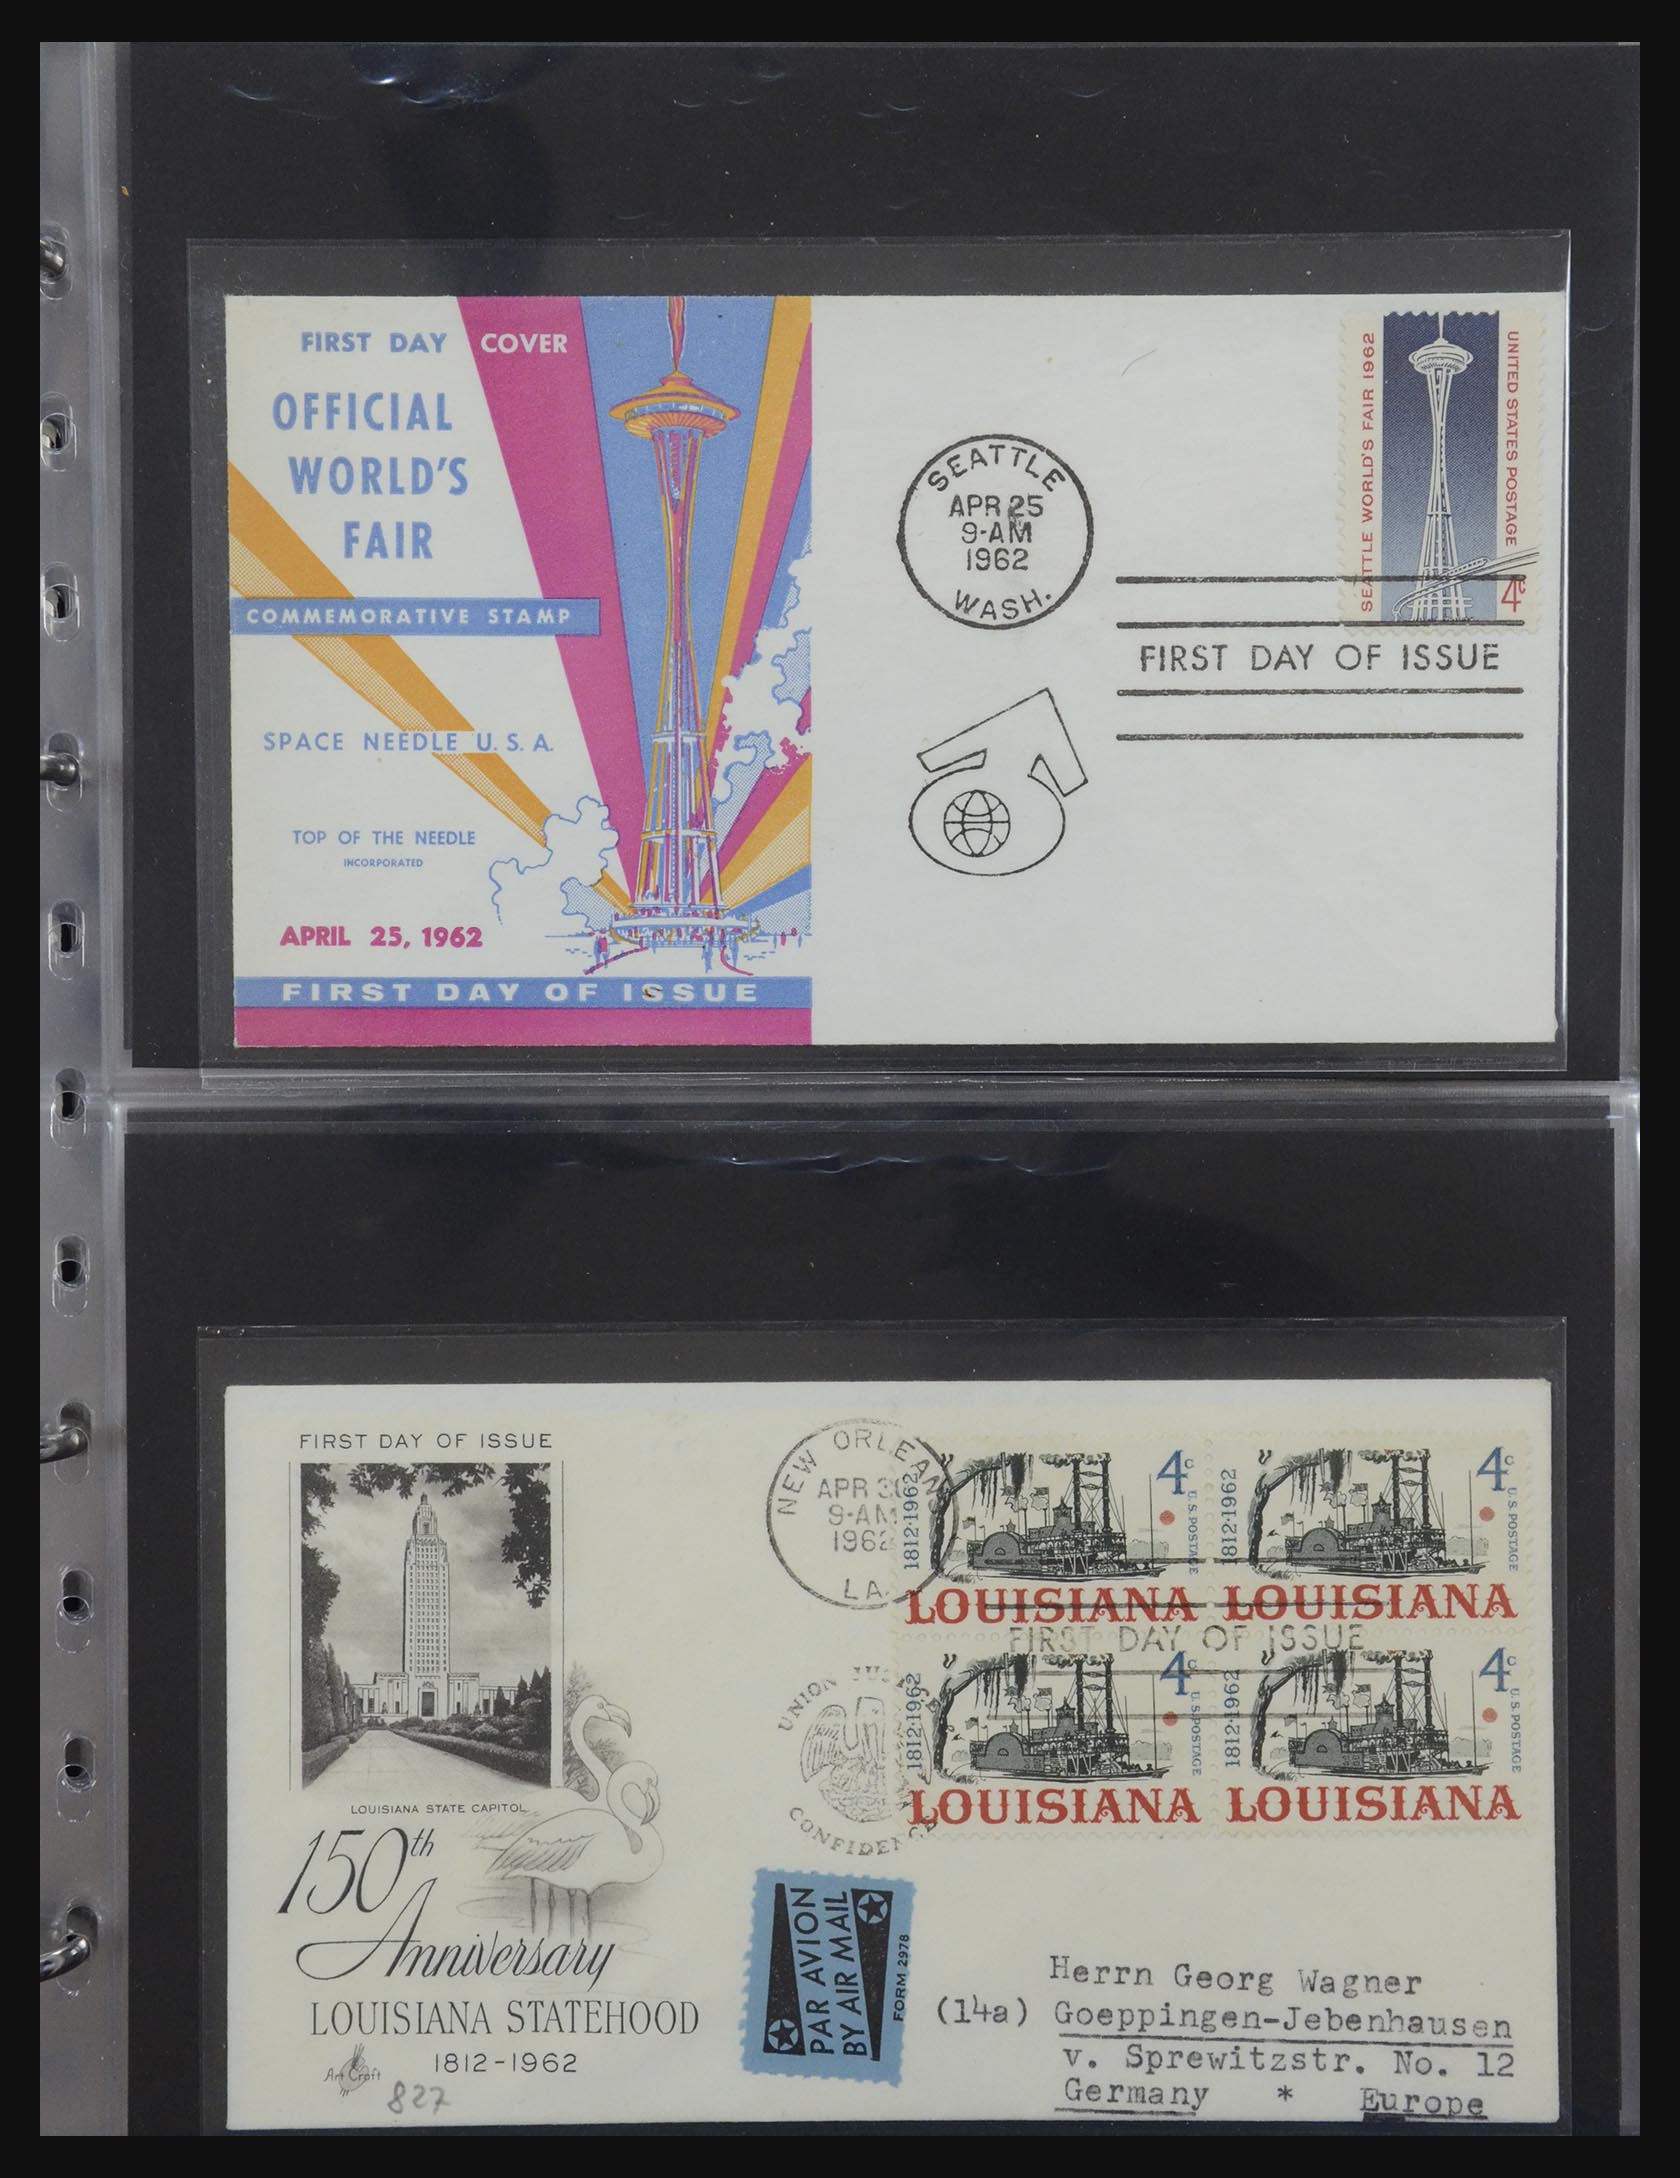 FIRST DAY COVER
OFFICIAL
WORLD'S
FAIR
COMMEMORATIVE STAMP
SPACE NEEDLE U.S.A.
TOP OF THE NEEDLE
INCORPORATED
APRIL 25, 1962
FIRST DAY OF ISSUE
SEATTLE
APR 25
9-AM
1962
WASH.
SEATTLE WORLD'S FAIR 1962
UNITED STATES POSTAGE
4¢
FIRST DAY OF ISSUE
FIRST DAY OF ISSUE
LOUISIANA STATE CAPITOL
150th
Anniversary
LOUISIANA STATEHOOD
1812-1962
ArtCraft
827
NEW ORLEANS
APR 30
9-AM
1962
LA.
1812·1962
4c
U.S. POSTAGE
LOUISIANA
1812·1962
4c
U.S. POSTAGE
LOUISIANA
FIRST DAY OF ISSUE
1812·1962
4c
U.S. POSTAGE
LOUISIANA
1812·1962
4c
U.S. POSTAGE
LOUISIANA
UNION
CONFIDENCE
PAR AVION
BY AIR MAIL
FORM 2978
Herrn Georg Wagner
(14a) Goeppingen-Jebenhausen
v. Sprewitzstr. No. 12
Germany * Europe